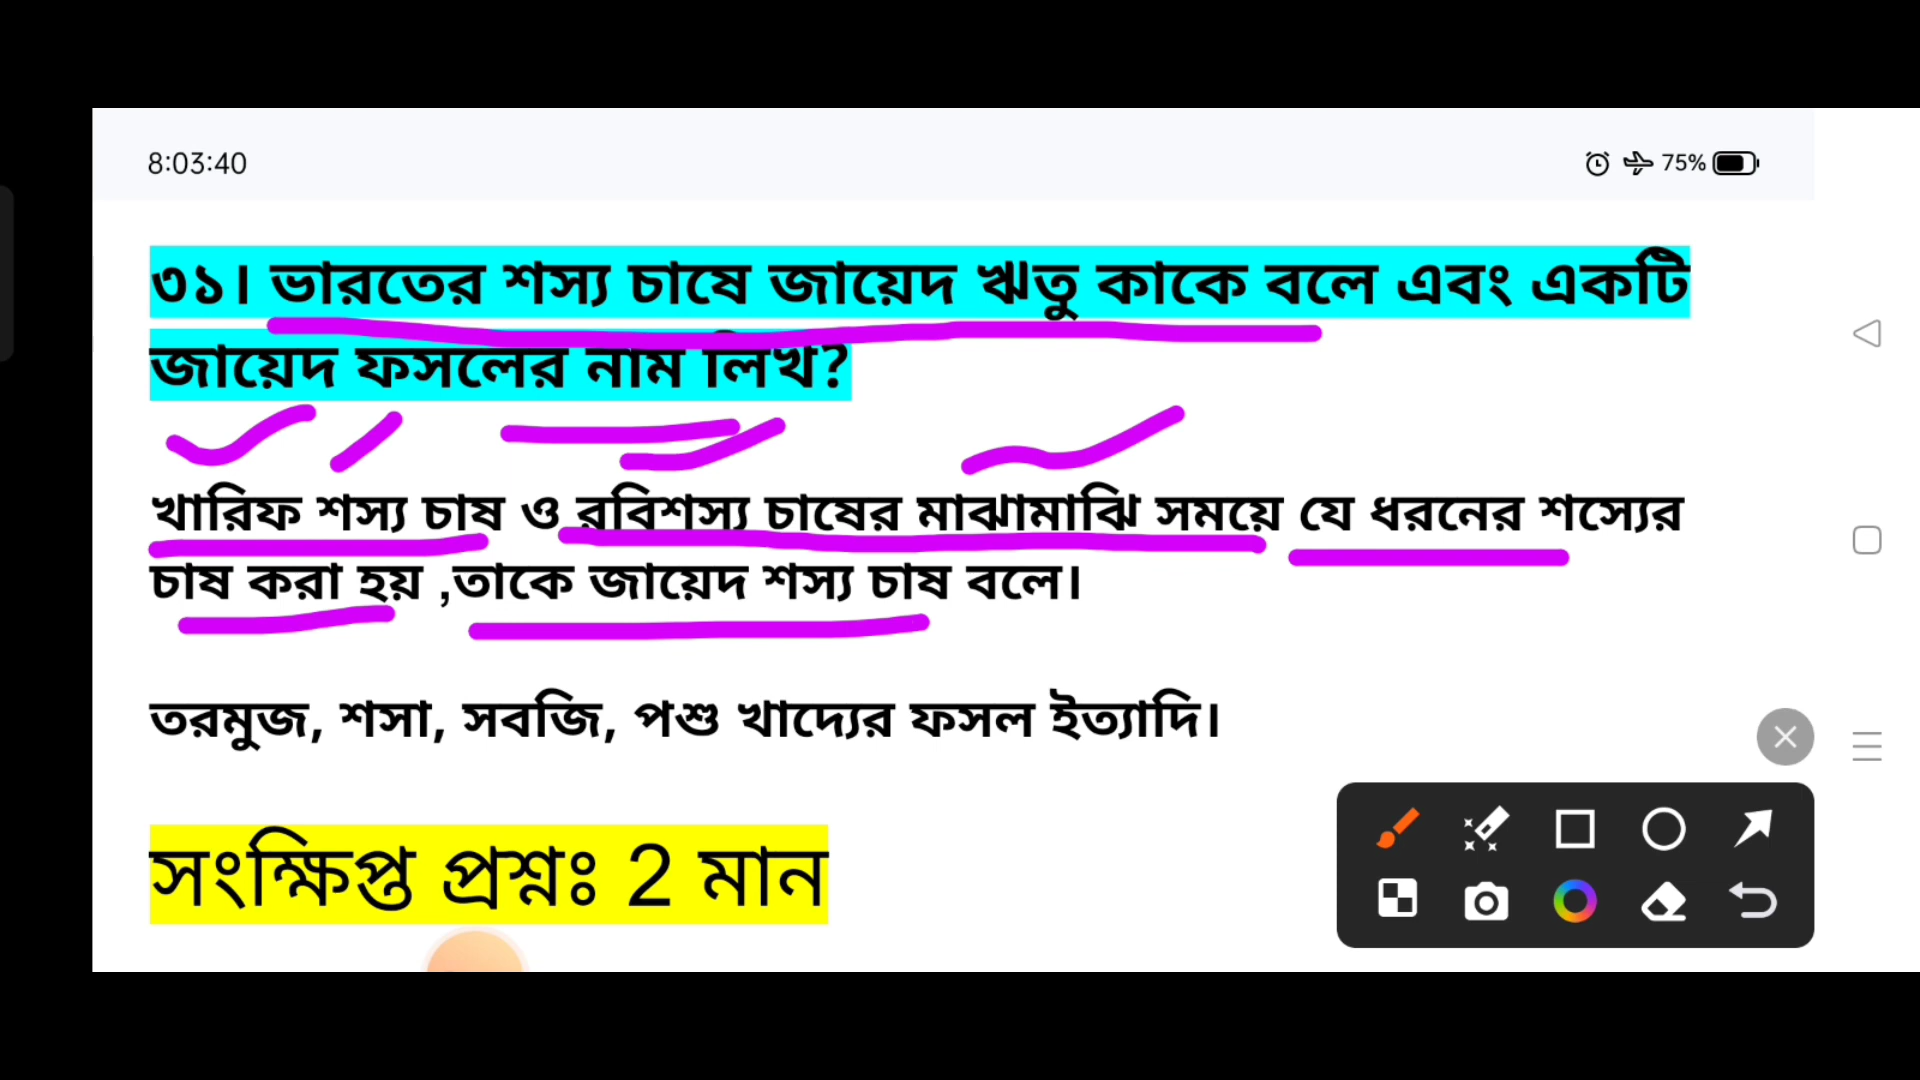 8:03:40
75%
৩১। ভারতের শস্য চাষে জায়েদ ঋতু কাকে বলে এবং একটি
জায়েদ ফসলের নাম লিখ?
খারিফ শস্য চাষ ও রবিশস্য চাষের মাঝামাঝি সময়ে যে ধরনের শস্যের
চাষ করা হয় ,তাকে জায়েদ শস্য চাষ বলে।
তরমুজ, শসা, সবজি, পশু খাদ্যের ফসল ইত্যাদি।
সংক্ষিপ্ত প্রশ্নঃ 2 মান